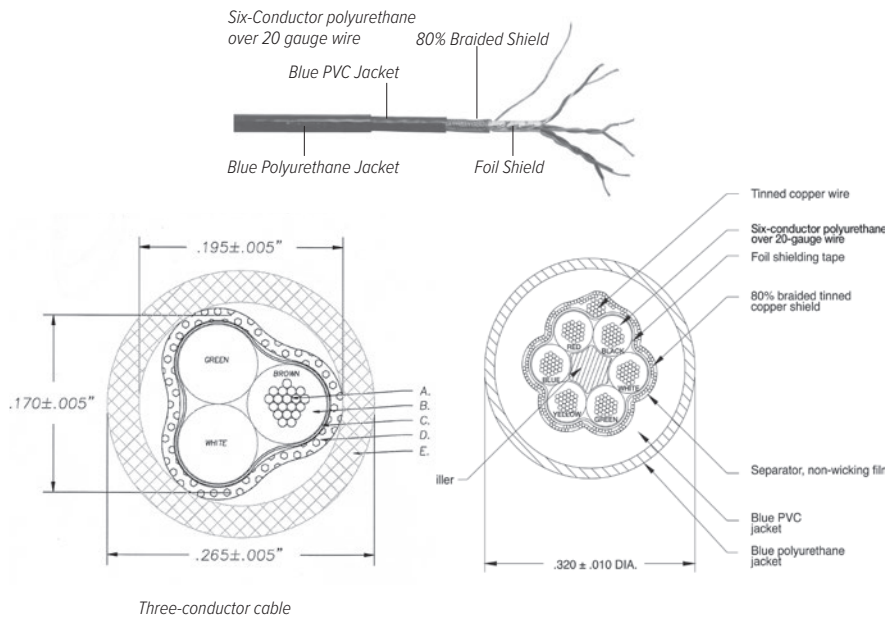 Six-Conductor polyurethane
over 20 gauge wire
80% Braided Shield
Blue PVC Jacket
Blue Polyurethane Jacket
Foil Shield
Tinned copper wire
Six-conductor polyurethane
over 20-gauge wire
Foil shielding tape
80% braided tinned
copper shield
.195±.005”
GREEN
BROWN
WHITE
.170±.005”
A.
B.
C.
D.
E.
.265±.005”
Three-conductor cable
RED
BLACK
BLUE
WHITE
YELLOW
GREEN
iller
Separator, non-wicking film
Blue PVC
jacket
Blue polyurethane
jacket
.320 ± .010 DIA.